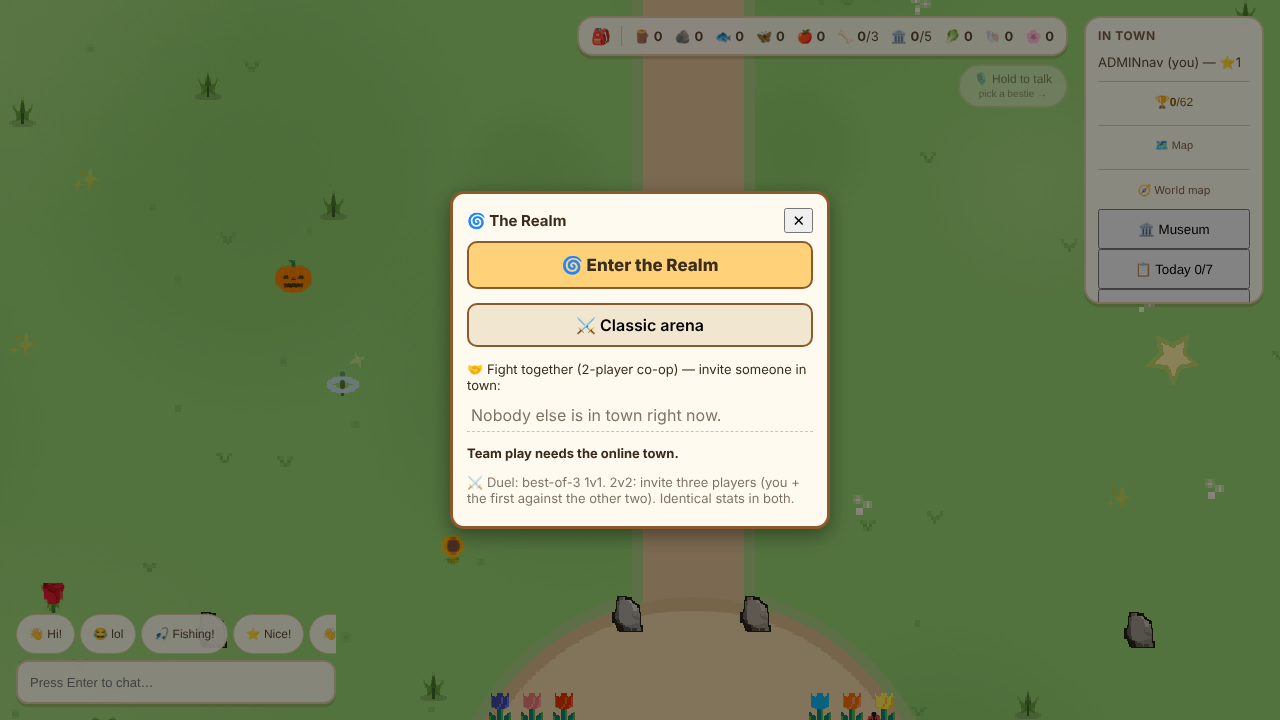 🎒 🪵 0 🪨 0 🐟 0 🦋 0 🍎 0 🦴 0/3 🏛️ 0/5 🥬 0 🐚 0 🌸 0
🎙️ Hold to talk
pick a bestie →
IN TOWN
ADMINnav (you) — ⭐1
🏆0/62
🗺️ Map
🧭 World map
🏛️ Museum
📋 Today 0/7
🌀 The Realm
✕
🌀 Enter the Realm
⚔️ Classic arena
🤝 Fight together (2-player co-op) — invite someone in
town:
Nobody else is in town right now.
Team play needs the online town.
⚔️ Duel: best-of-3 1v1. 2v2: invite three players (you +
the first against the other two). Identical stats in both.
👋 Hi! 😂 lol 🎣 Fishing! ⭐ Nice! 👋
Press Enter to chat…